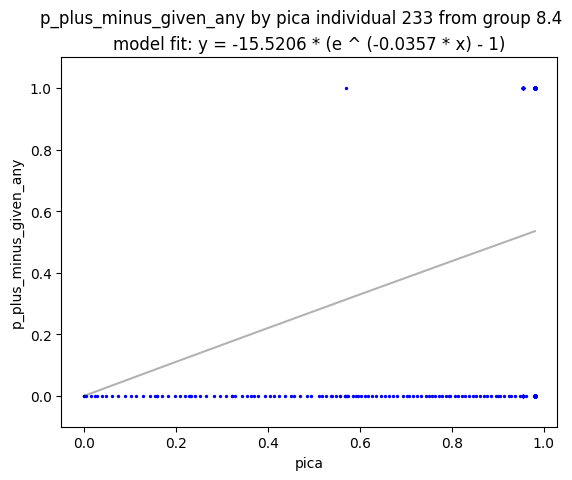 p_plus_minus_given_any by pica individual 233 from group 8.4
model fit: y = -15.5206 * (e ^ (-0.0357 * x) - 1)
p_plus_minus_given_any
1.0
0.8
0.6
0.4
0.2
0.0
0.0 0.2 0.4 0.6 0.8 1.0
pica